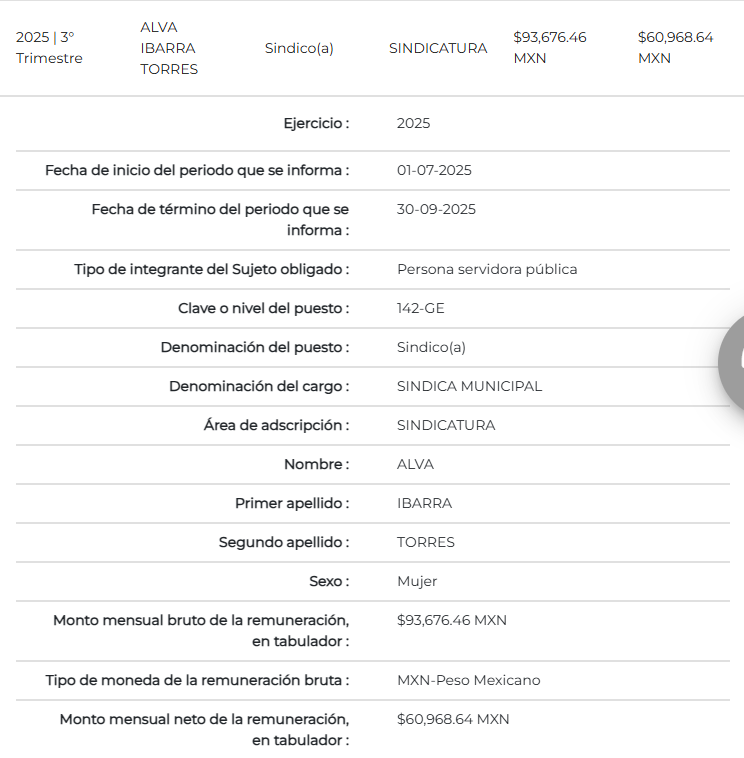 2025 | 3°
Trimestre
ALVA
IBARRA
TORRES
Sindico(a)
SINDICATURA
$93,676.46
MXN
$60,968.64
MXN
Ejercicio : 2025
Fecha de inicio del periodo que se informa : 01-07-2025
Fecha de término del periodo que se
informa : 30-09-2025
Tipo de integrante del Sujeto obligado : Persona servidora pública
Clave o nivel del puesto : 142-GE
Denominación del puesto : Sindico(a)
Denominación del cargo : SINDICA MUNICIPAL
Área de adscripción : SINDICATURA
Nombre : ALVA
Primer apellido : IBARRA
Segundo apellido : TORRES
Sexo : Mujer
Monto mensual bruto de la remuneración,
en tabulador : $93,676.46 MXN
Tipo de moneda de la remuneración bruta : MXN-Peso Mexicano
Monto mensual neto de la remuneración,
en tabulador : $60,968.64 MXN